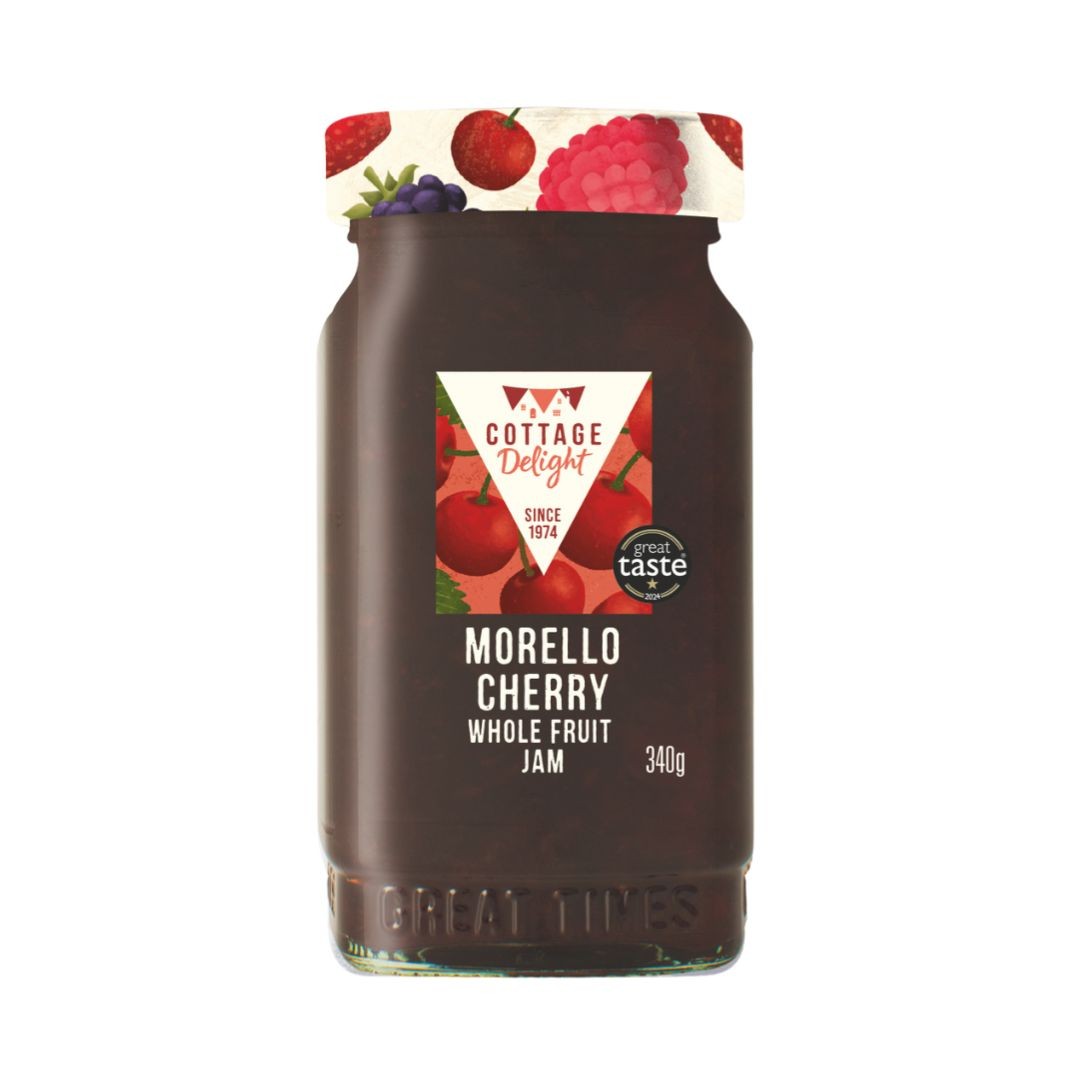 COTTAGE
Delight
SINCE
1974
great
taste®
2024
MORELLO
CHERRY
WHOLE FRUIT
JAM
340g
GREAT TIMES